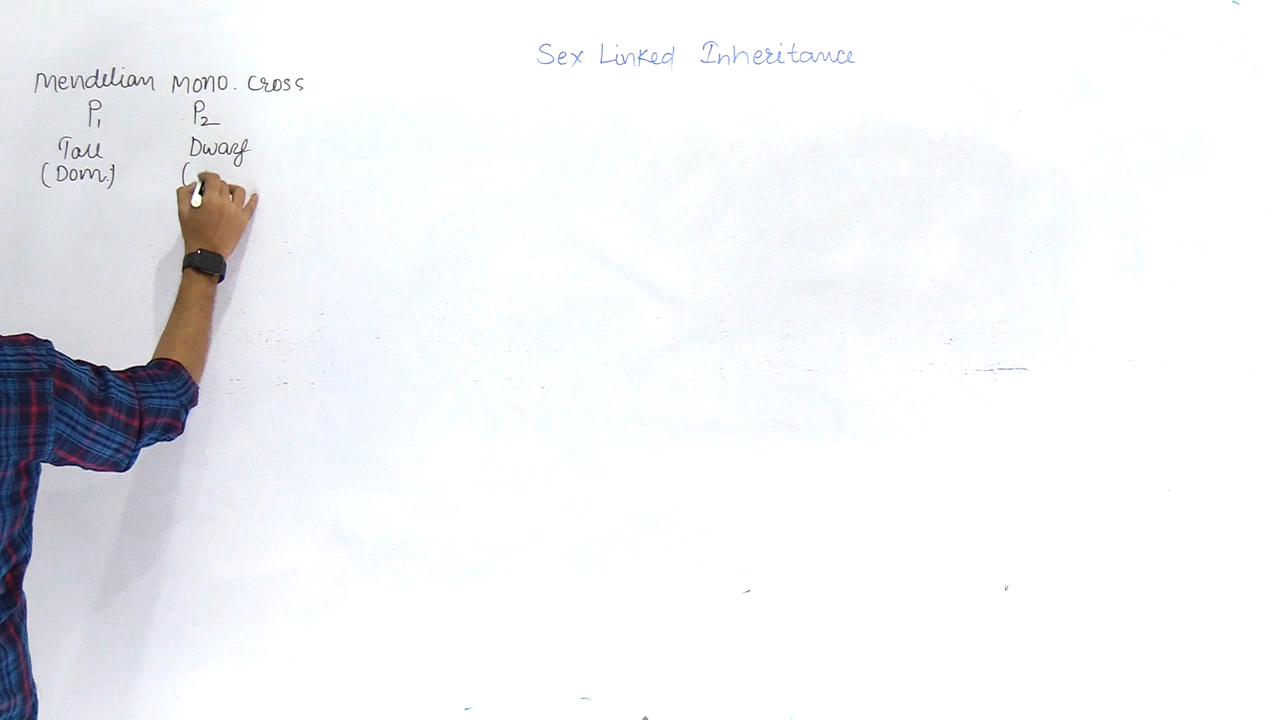 Sex Linked Inheritance
Mendelian Mono. Cross
P1 P2
Tall Dwarf
(Dom.) (